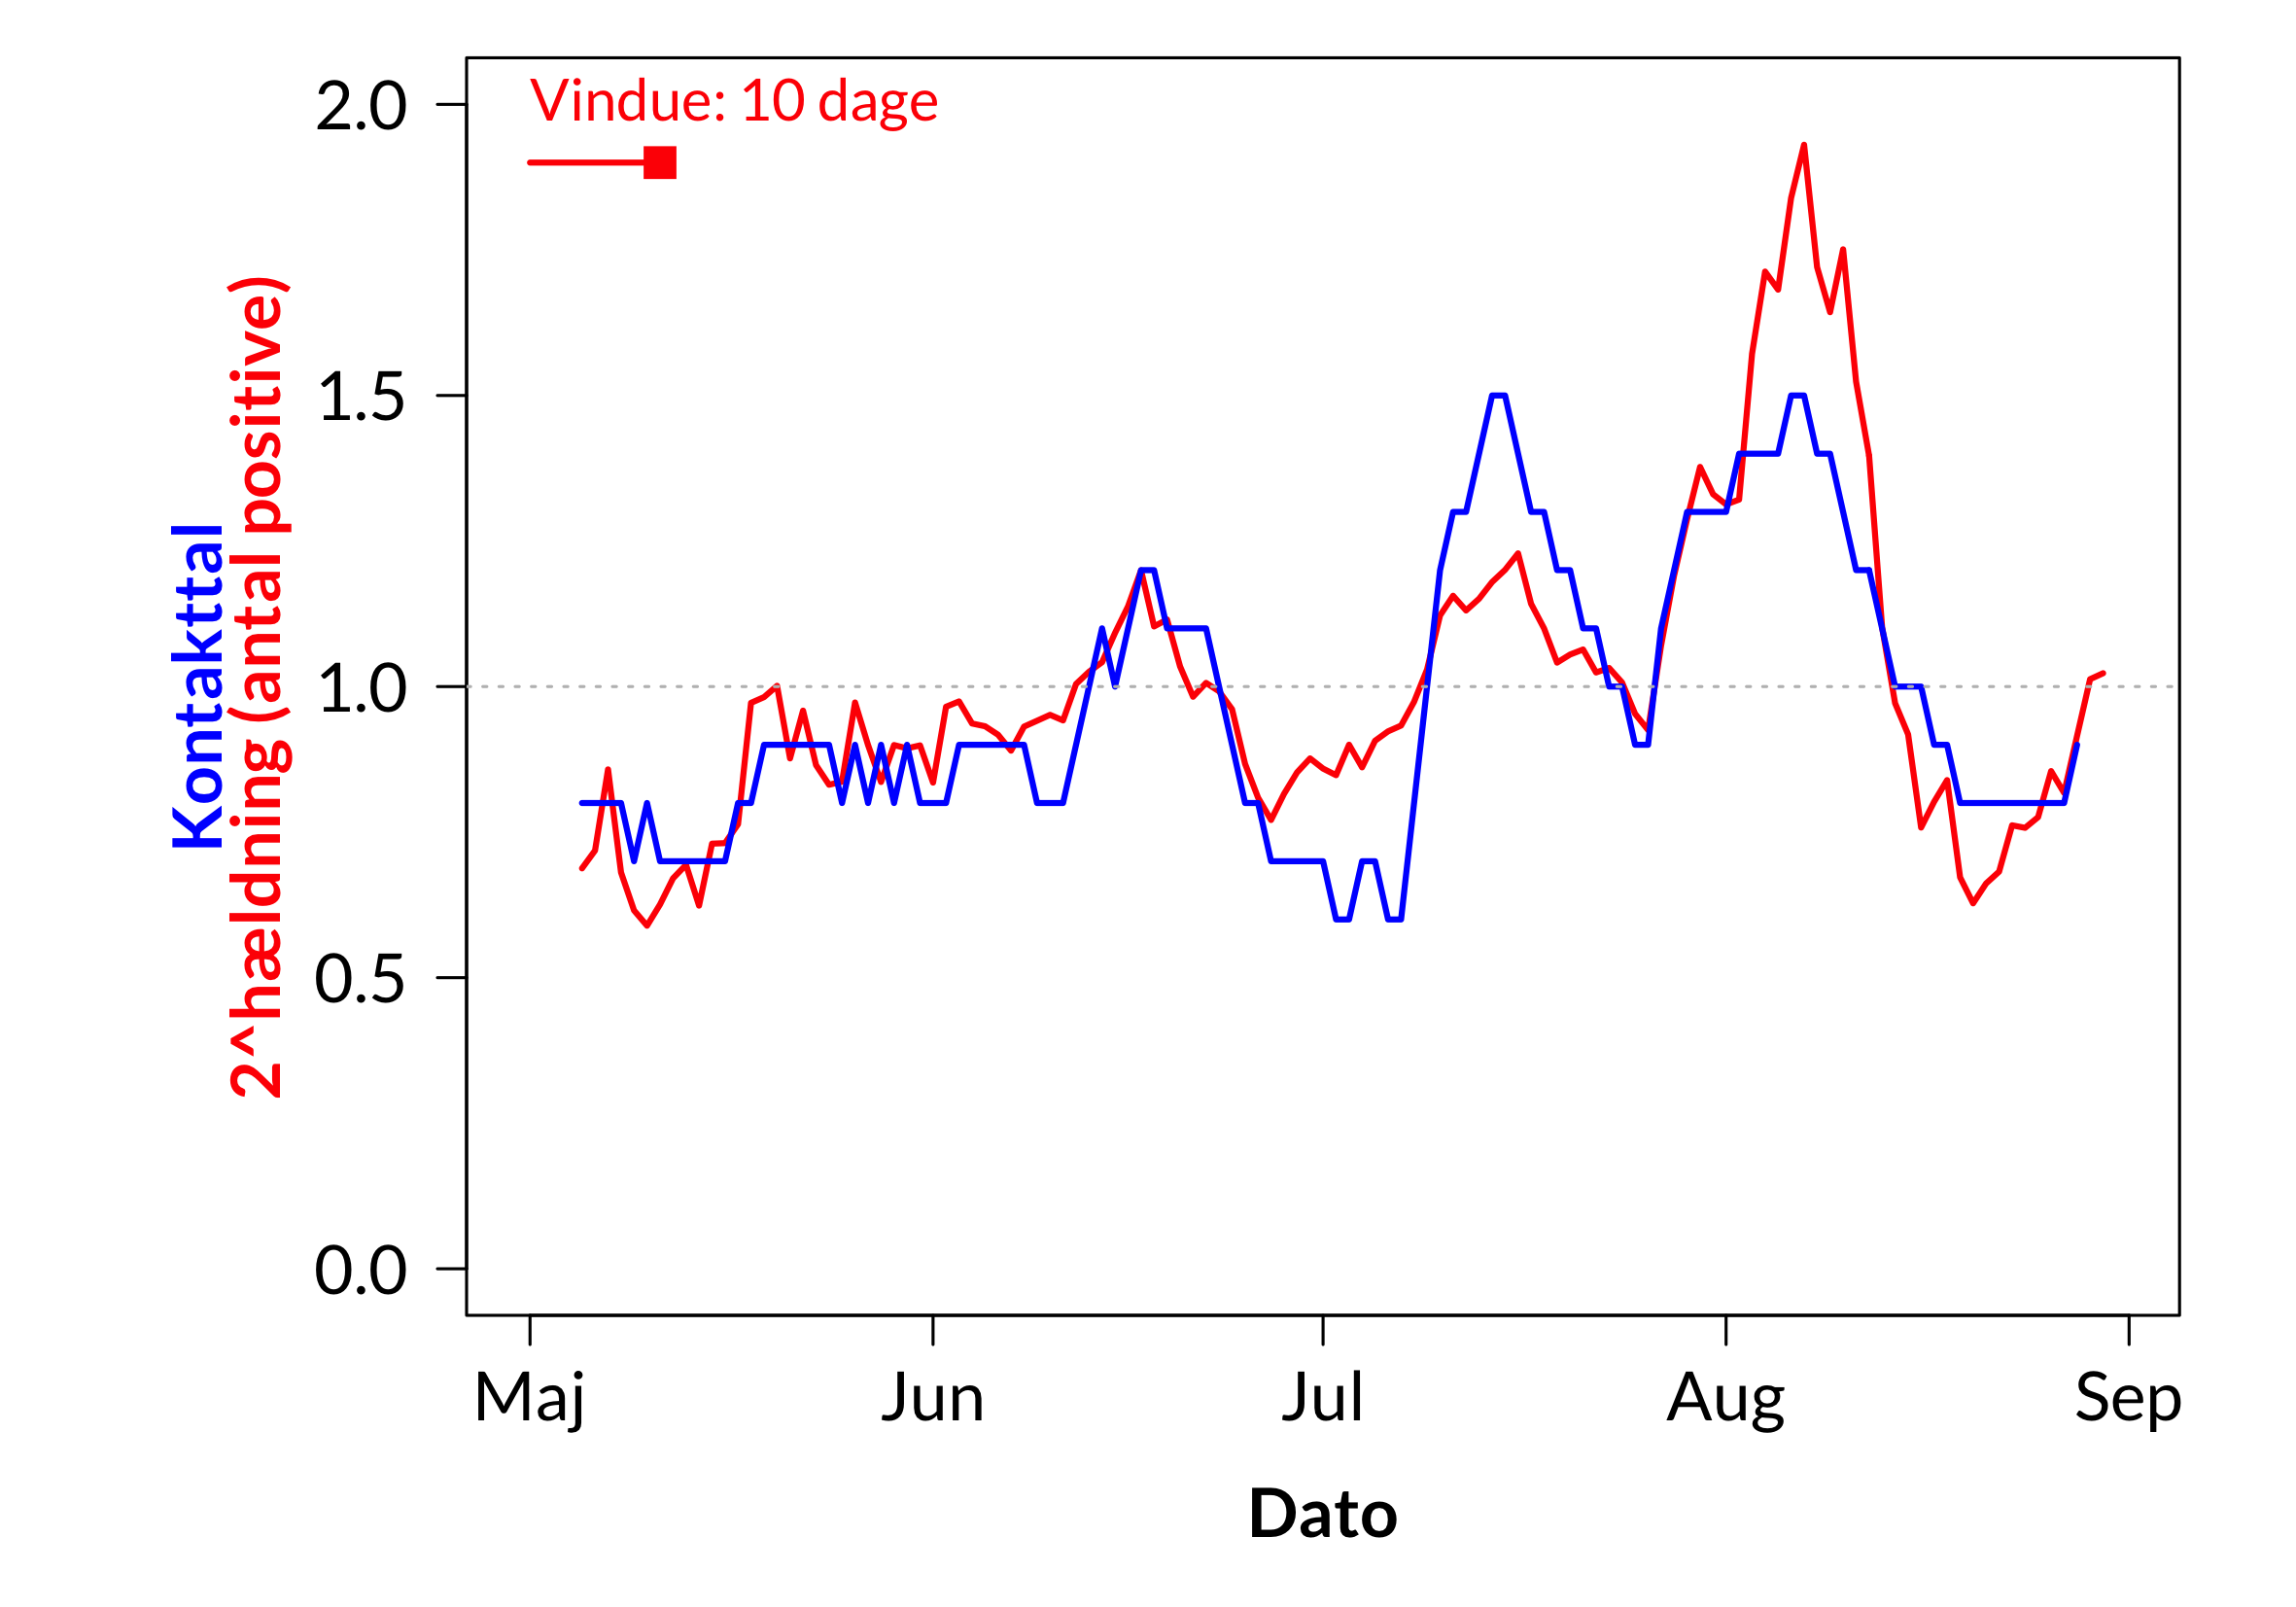 Kontakttal
2^hældning (antal positive)
2.0
1.5
1.0
0.5
0.0
Vindue: 10 dage
Maj Jun Jul Aug Sep
Dato